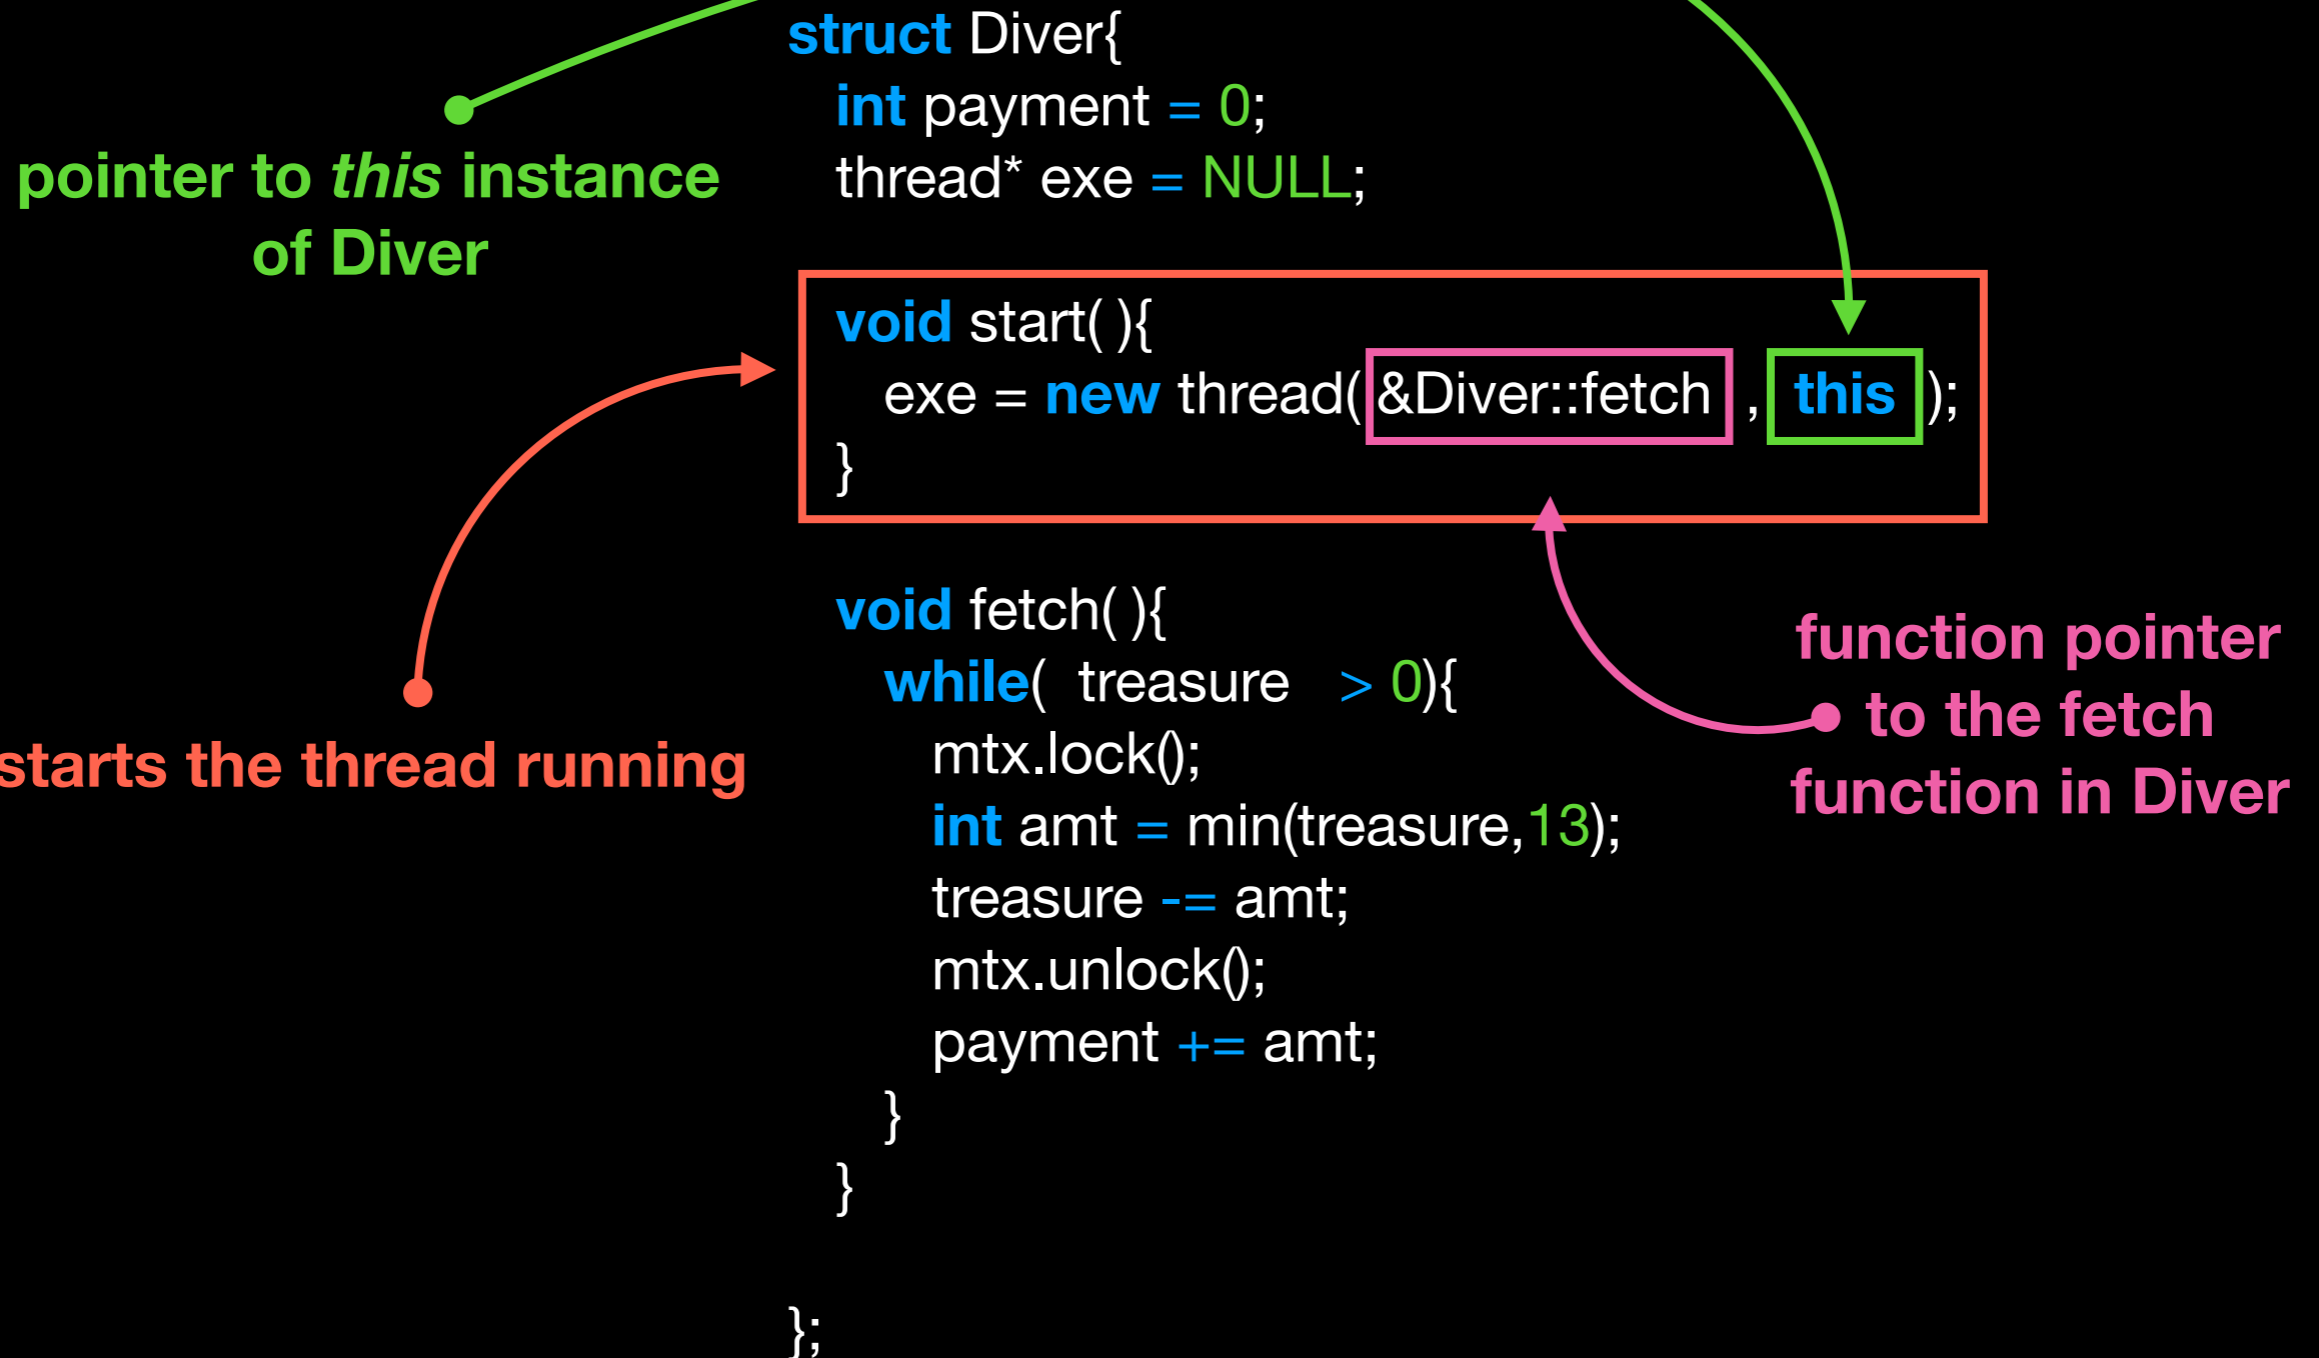 struct Diver{
int payment = 0;
thread* exe = NULL;
pointer to this instance
of Diver
void start( ){
exe = new thread( &Diver::fetch , this );
}
void fetch( ){
while( treasure > 0){
mtx.lock();
int amt = min(treasure,13);
treasure -= amt;
mtx.unlock();
payment += amt;
}
}
};
starts the thread running
function pointer
to the fetch
function in Diver